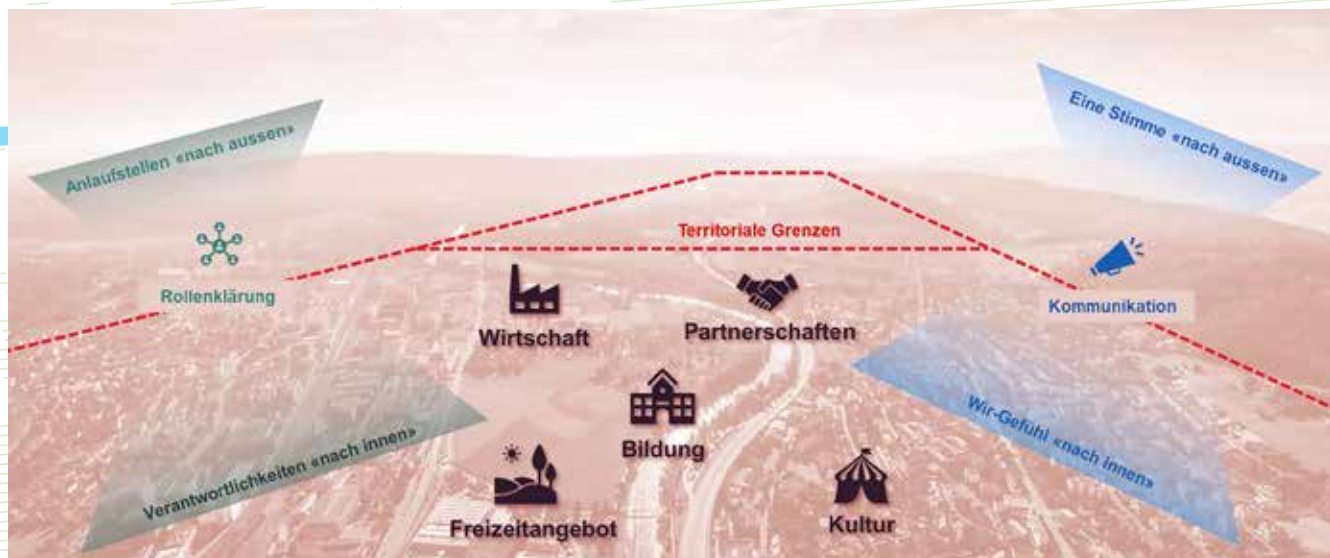 Anlaufstellen «nach aussen»
Eine Stimme «nach aussen»
Territoriale Grenzen
Rollenklärung
Kommunikation
Wirtschaft
Partnerschaften
Verantwortlichkeiten «nach innen»
Bildung
Wir-Gefühl «nach innen»
Freizeitangebot
Kultur